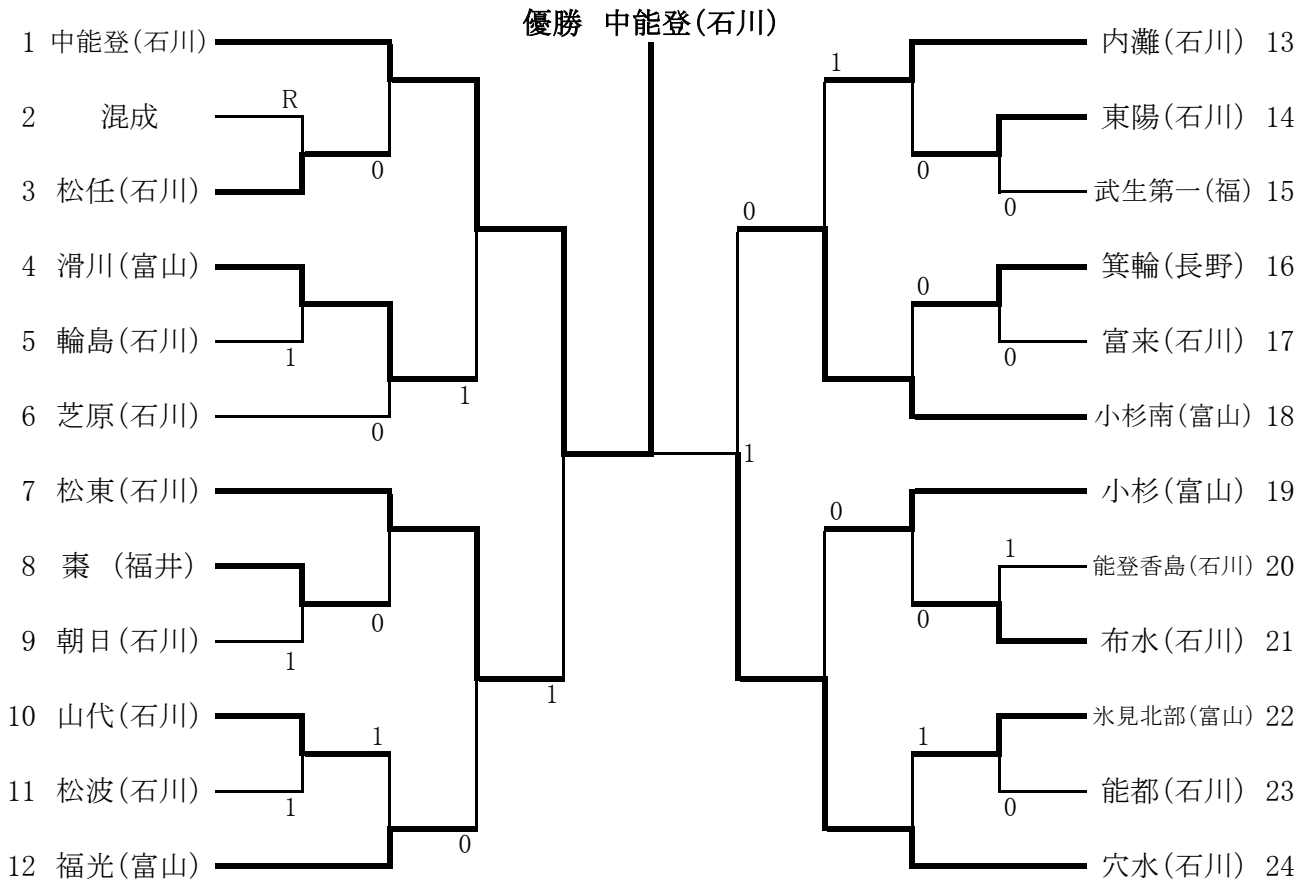 優勝 中能登(石川)
1 中能登(石川)
R
2 混成
0
3 松任(石川)
4 滑川(富山)
5 輪島(石川)
1
1
6 芝原(石川)
0
7 松東(石川)
8 棗 (福井)
0
9 朝日(石川)
1
1
10 山代(石川)
1
11 松波(石川)
1
0
12 福光(富山)
内灘(石川) 13
1
東陽(石川) 14
0
武生第一(福) 15
0
0
箕輪(長野) 16
0
富来(石川) 17
0
小杉南(富山) 18
1
小杉(富山) 19
0
1
能登香島(石川) 20
0
布水(石川) 21
氷見北部(富山) 22
1
能都(石川) 23
0
穴水(石川) 24